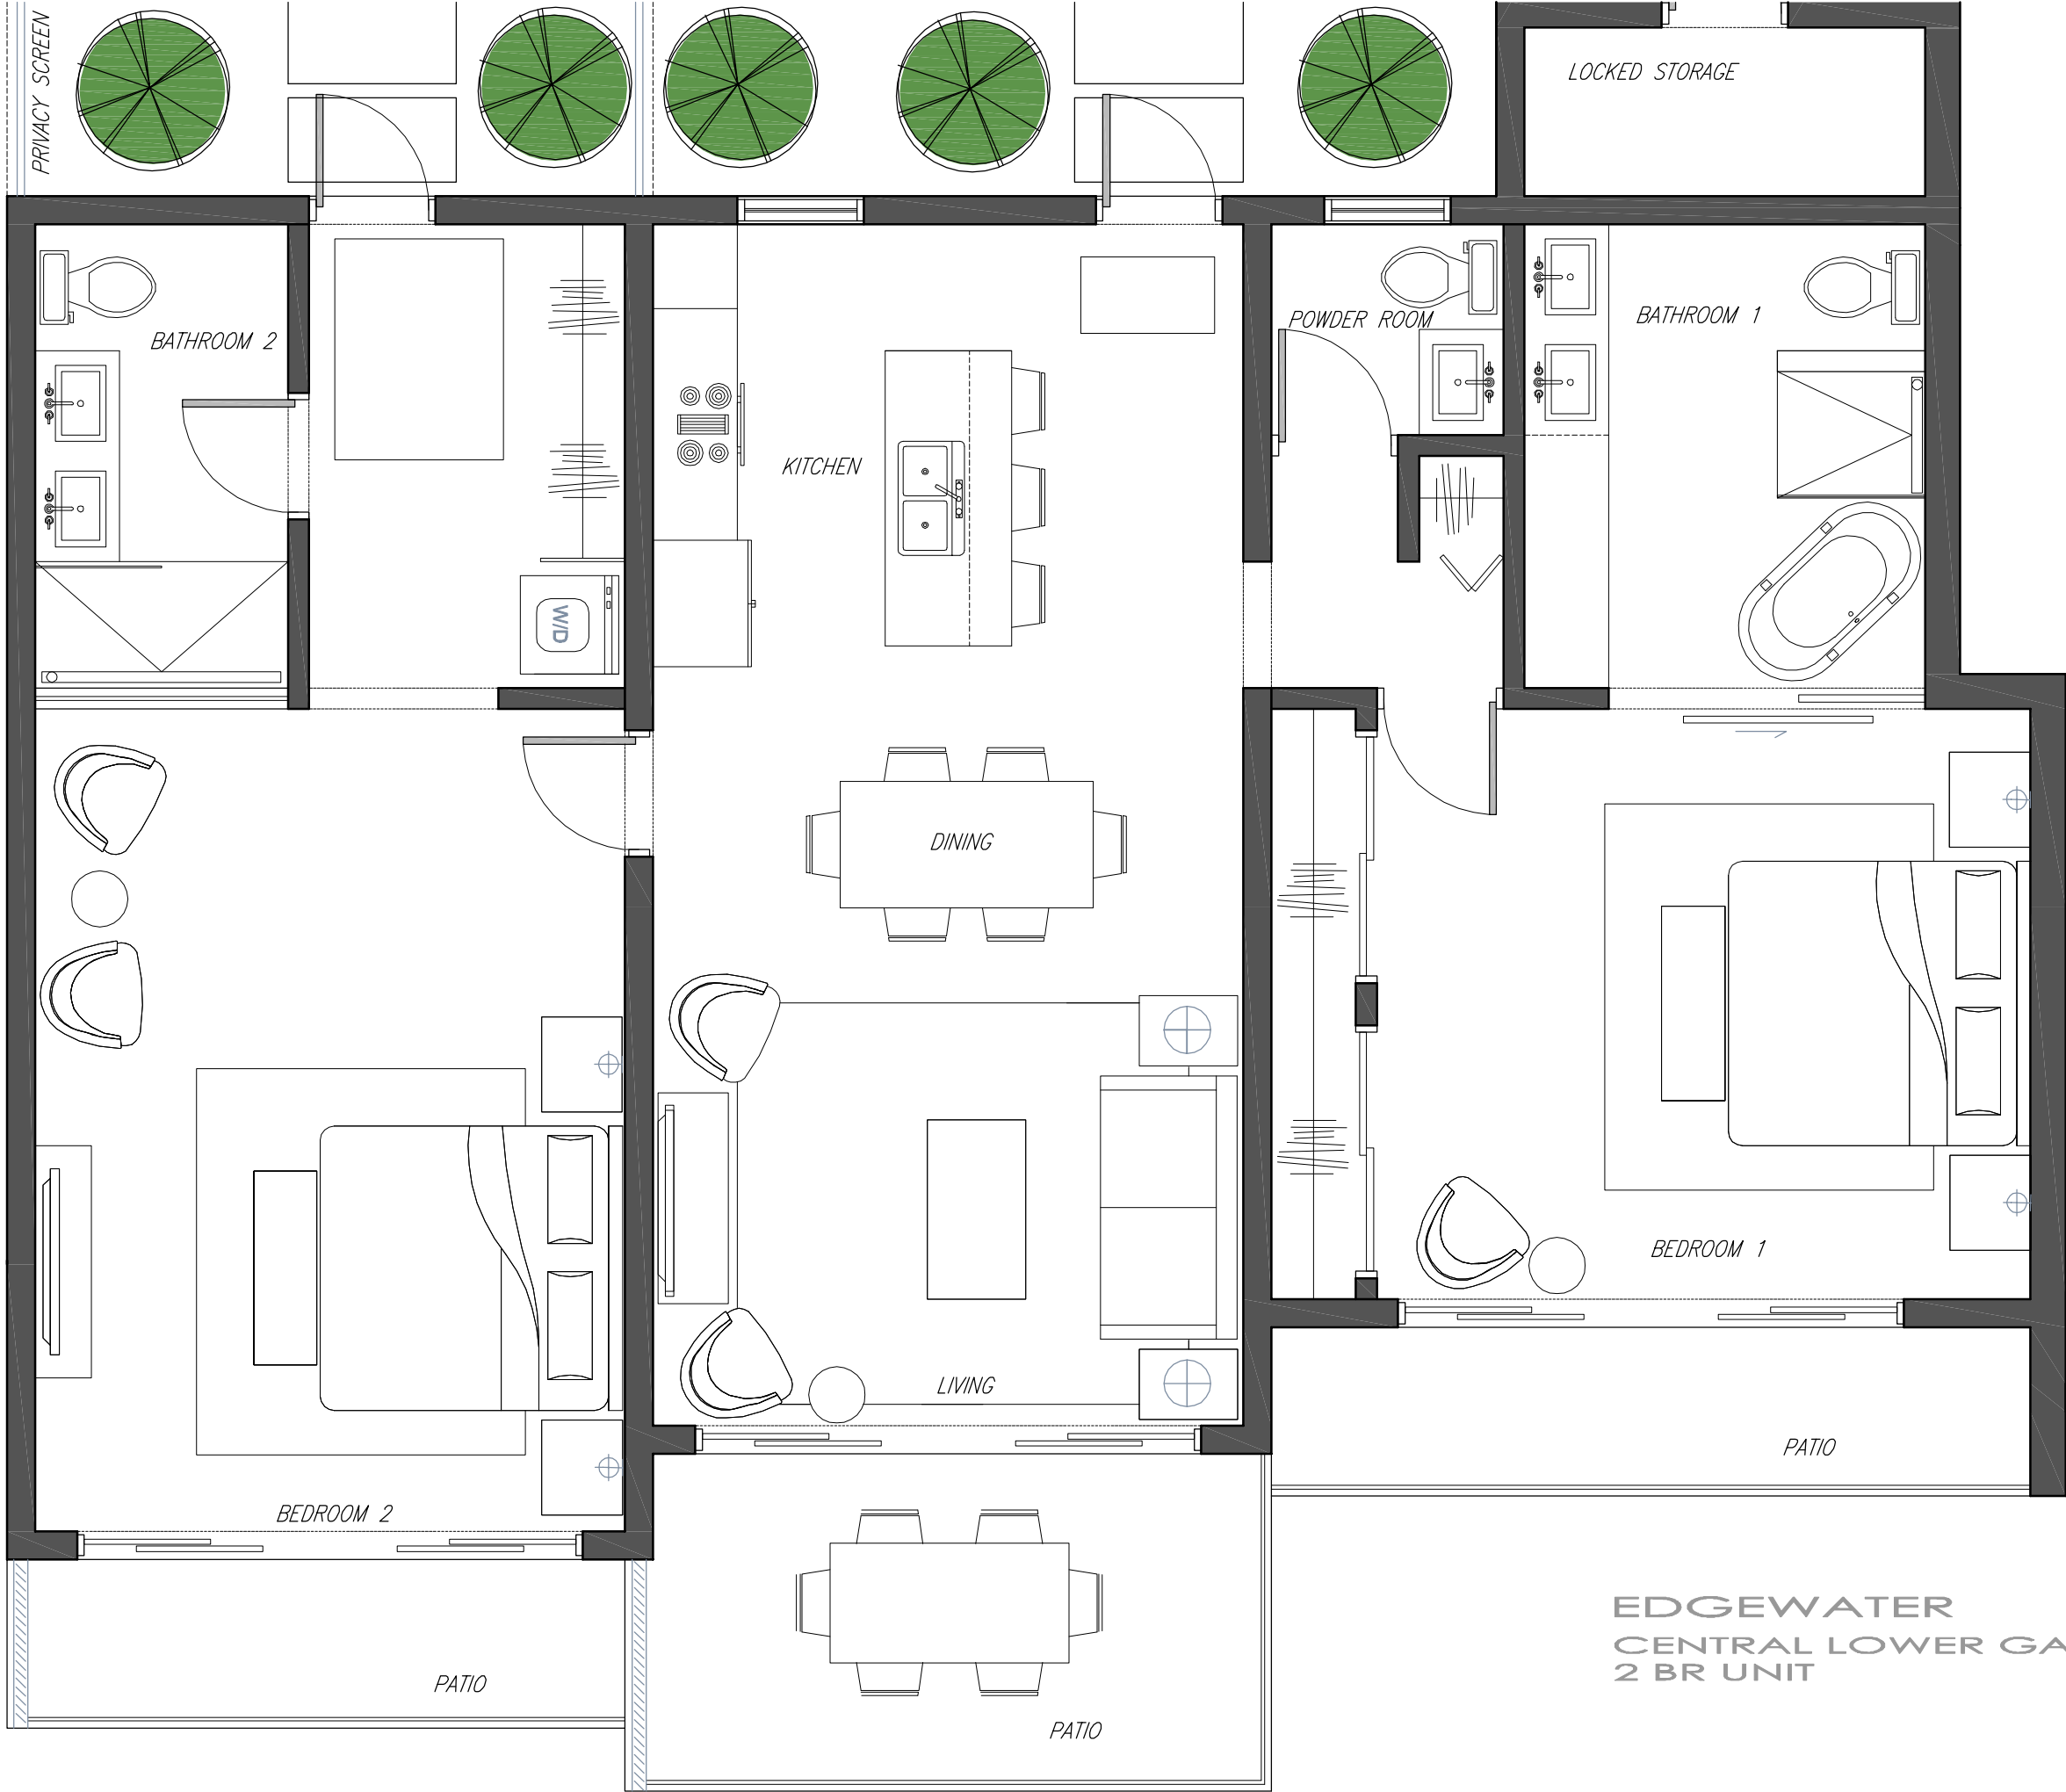 PRIVACY SCREEN
LOCKED STORAGE
BATHROOM 2
POWDER ROOM
BATHROOM 1
KITCHEN
W/D
DINING
BEDROOM 1
LIVING
PATIO
BEDROOM 2
PATIO
PATIO
EDGEWATER
CENTRAL LOWER GA
2 BR UNIT